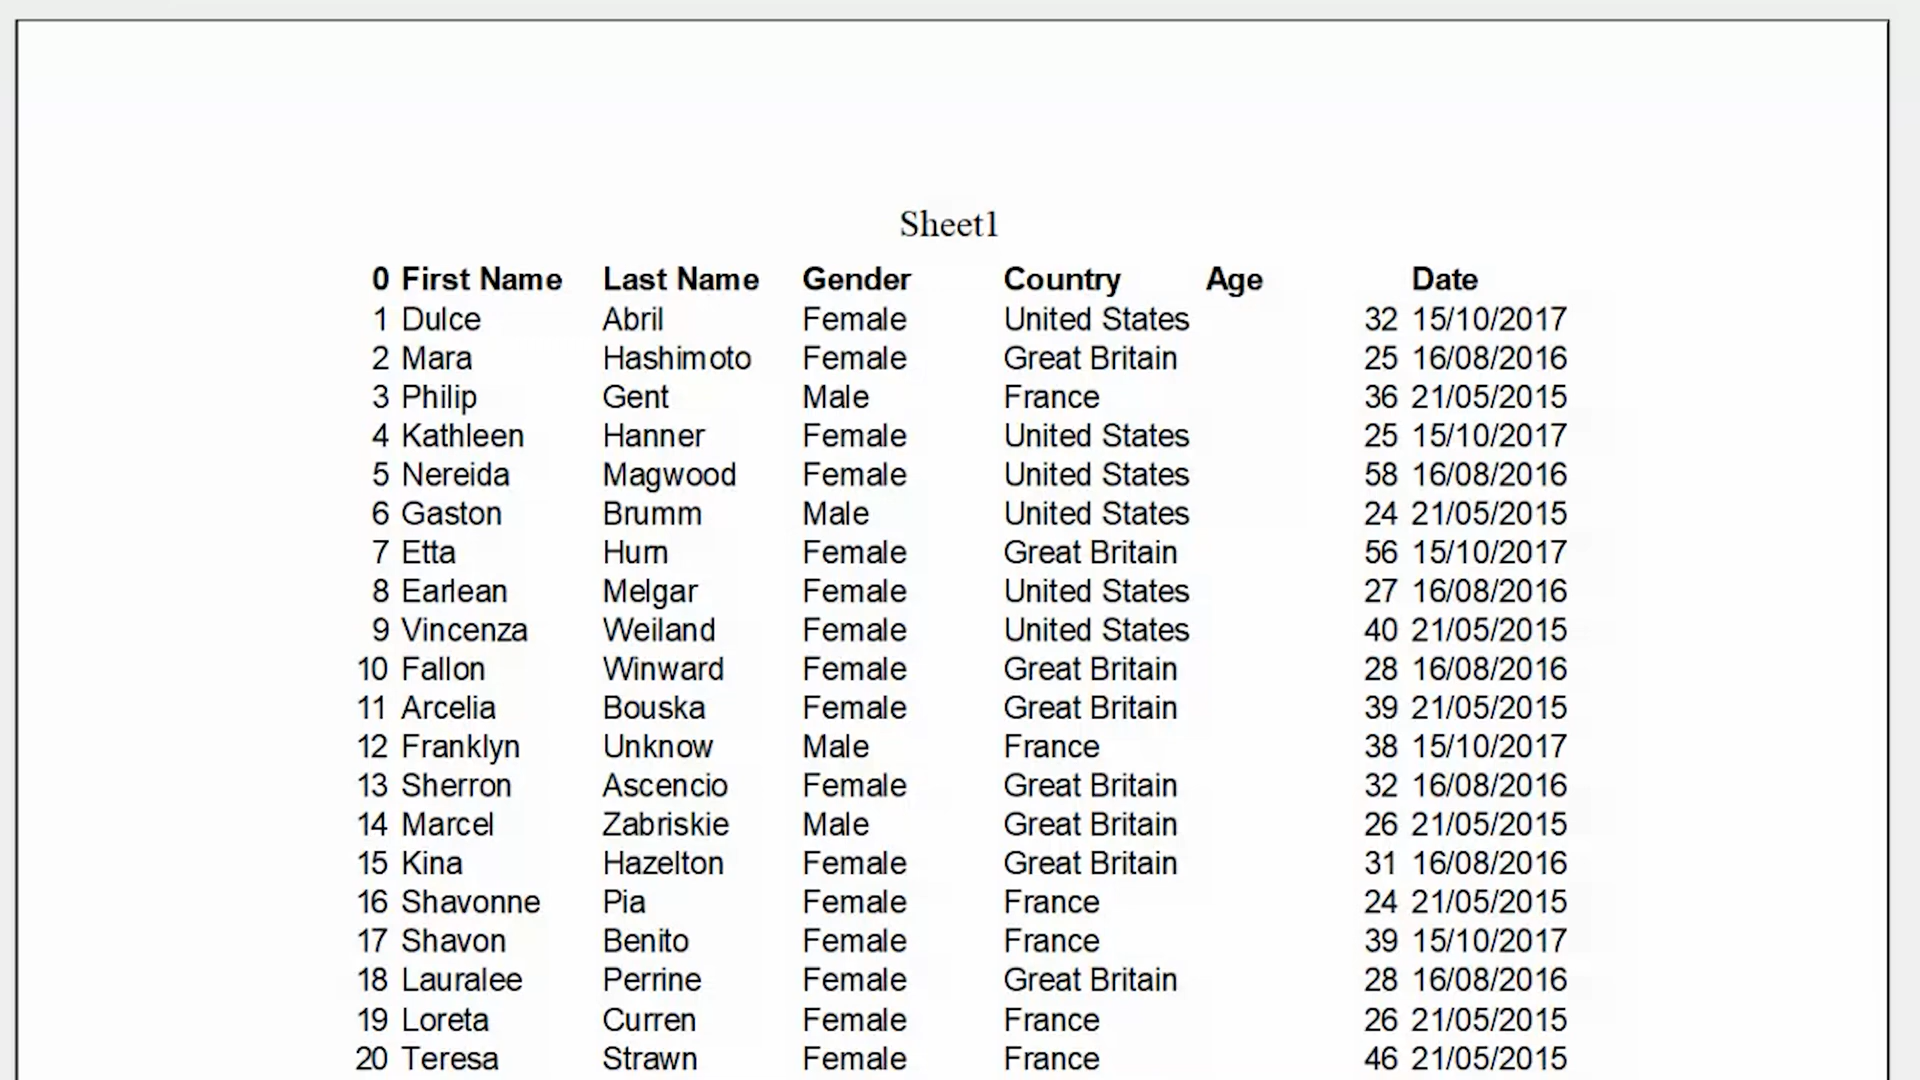 Sheet1
0 First Name Last Name Gender Country Age Date
1 Dulce Abril Female United States 32 15/10/2017
2 Mara Hashimoto Female Great Britain 25 16/08/2016
3 Philip Gent Male France 36 21/05/2015
4 Kathleen Hanner Female United States 25 15/10/2017
5 Nereida Magwood Female United States 58 16/08/2016
6 Gaston Brumm Male United States 24 21/05/2015
7 Etta Hurn Female Great Britain 56 15/10/2017
8 Earlean Melgar Female United States 27 16/08/2016
9 Vincenza Weiland Female United States 40 21/05/2015
10 Fallon Winward Female Great Britain 28 16/08/2016
11 Arcelia Bouska Female Great Britain 39 21/05/2015
12 Franklyn Unknow Male France 38 15/10/2017
13 Sherron Ascencio Female Great Britain 32 16/08/2016
14 Marcel Zabriskie Male Great Britain 26 21/05/2015
15 Kina Hazelton Female Great Britain 31 16/08/2016
16 Shavonne Pia Female France 24 21/05/2015
17 Shavon Benito Female France 39 15/10/2017
18 Lauralee Perrine Female Great Britain 28 16/08/2016
19 Loreta Curren Female France 26 21/05/2015
20 Teresa Strawn Female France 46 21/05/2015